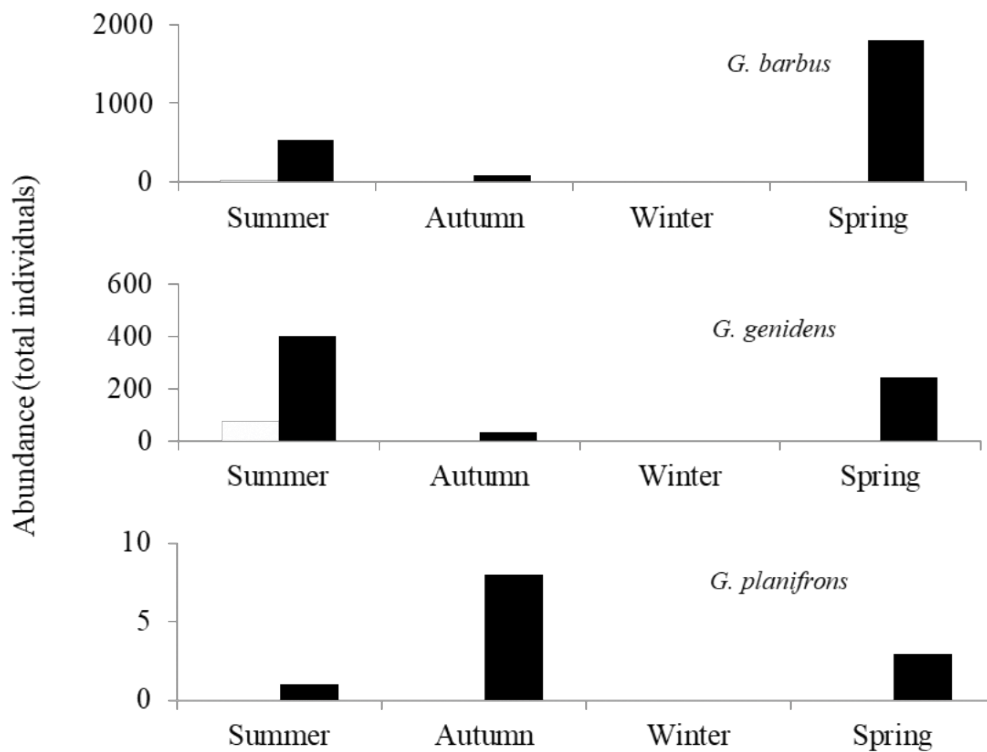 Abundance (total individuals)
2000
1000
0
G. barbus
Summer Autumn Winter Spring
600
400
200
0
G. genidens
Summer Autumn Winter Spring
10
5
0
G. planifrons
Summer Autumn Winter Spring